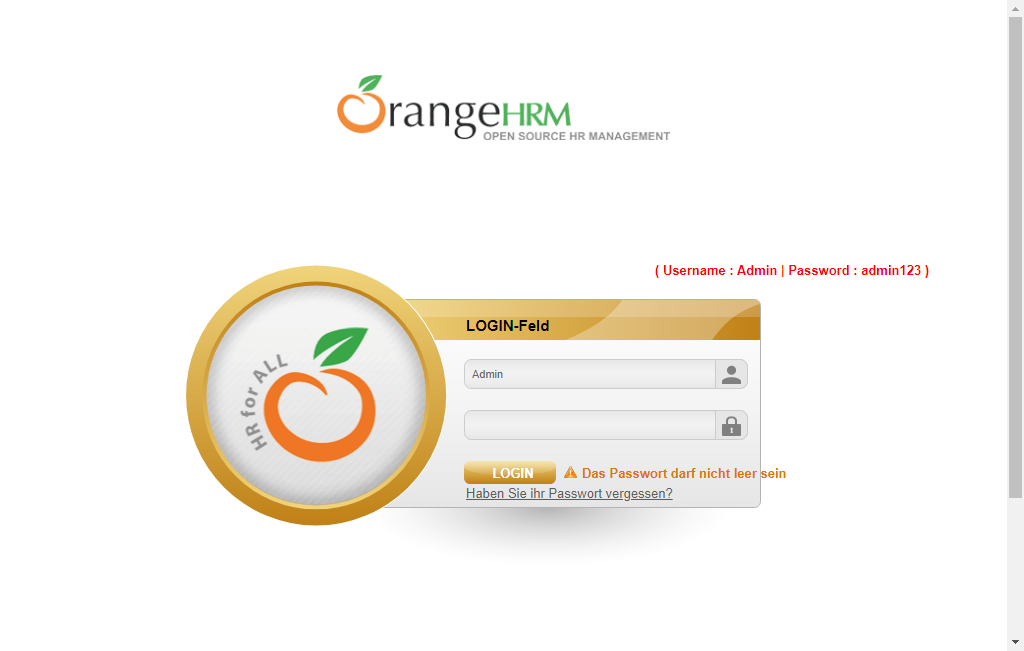 OrangeHRM
OPEN SOURCE HR MANAGEMENT
( Username : Admin | Password : admin123 )
LOGIN-Feld
HR for ALL
Admin
LOGIN
Das Passwort darf nicht leer sein
Haben Sie ihr Passwort vergessen?